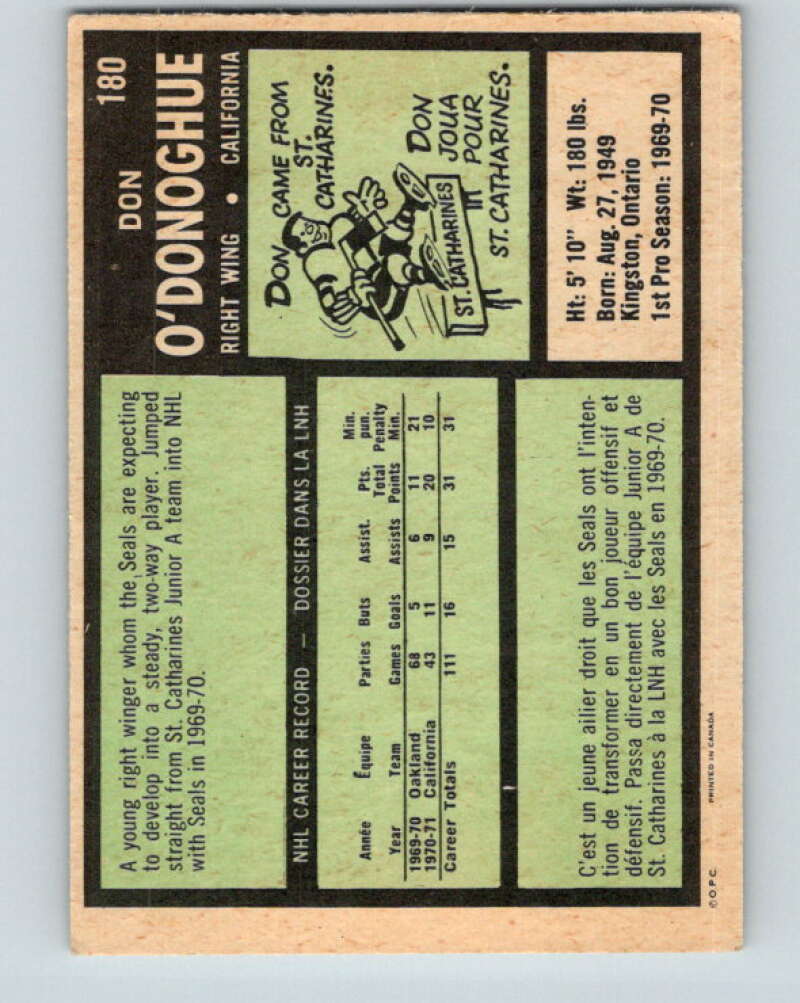 180
DON
O'DONOGHUE
RIGHT WING • CALIFORNIA
A young right winger whom the Seals are expecting
to develop into a steady, two-way player. Jumped
straight from St. Catharines Junior A team into NHL
with Seals in 1969-70.
DON CAME FROM
ST.
CATHARINES.
ST. CATHARINES
DON
JOUA
POUR
ST. CATHARINES.
NHL CAREER RECORD — DOSSIER DANS LA LNH
Année Équipe Parties Buts Assist. Pts. Total Min. pun.
Year Team Games Goals Assists Points Penalty Min.
1969-70 Oakland 68 5 6 11 21
1970-71 California 43 11 9 20 10
Career Totals 111 16 15 31 31
Ht: 5' 10" Wt: 180 lbs.
Born: Aug. 27, 1949
Kingston, Ontario
1st Pro Season: 1969-70
C'est un jeune ailier droit que les Seals ont l'inten-
tion de transformer en un bon joueur offensif et
défensif. Passa directement de l'équipe Junior A de
St. Catharines à la LNH avec les Seals en 1969-70.
© O.P.C. PRINTED IN CANADA